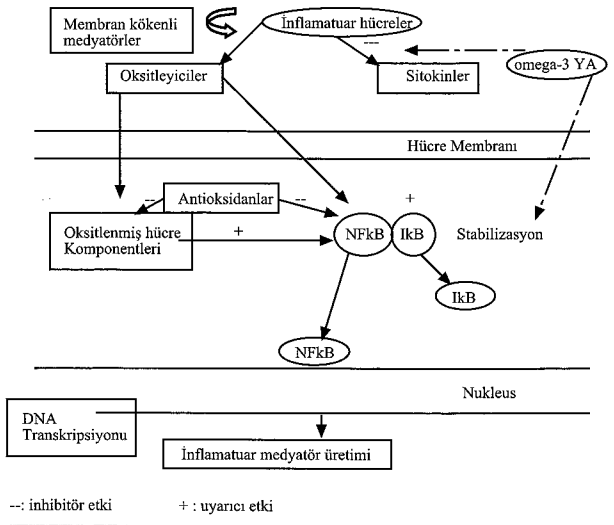 Membran kökenli
medyatörler
İnflamatuar hücreler
---
Oksitleyiciler
Sitokinler
omega-3 YA
Hücre Membranı
--
Antioksidanlar
--
+
Oksitlenmiş hücre
Komponentleri
+
NFkB
IkB
Stabilizasyon
IkB
NFkB
Nukleus
DNA
Transkripsiyonu
İnflamatuar medyatör üretimi
--: inhibitör etki
+ : uyarıcı etki